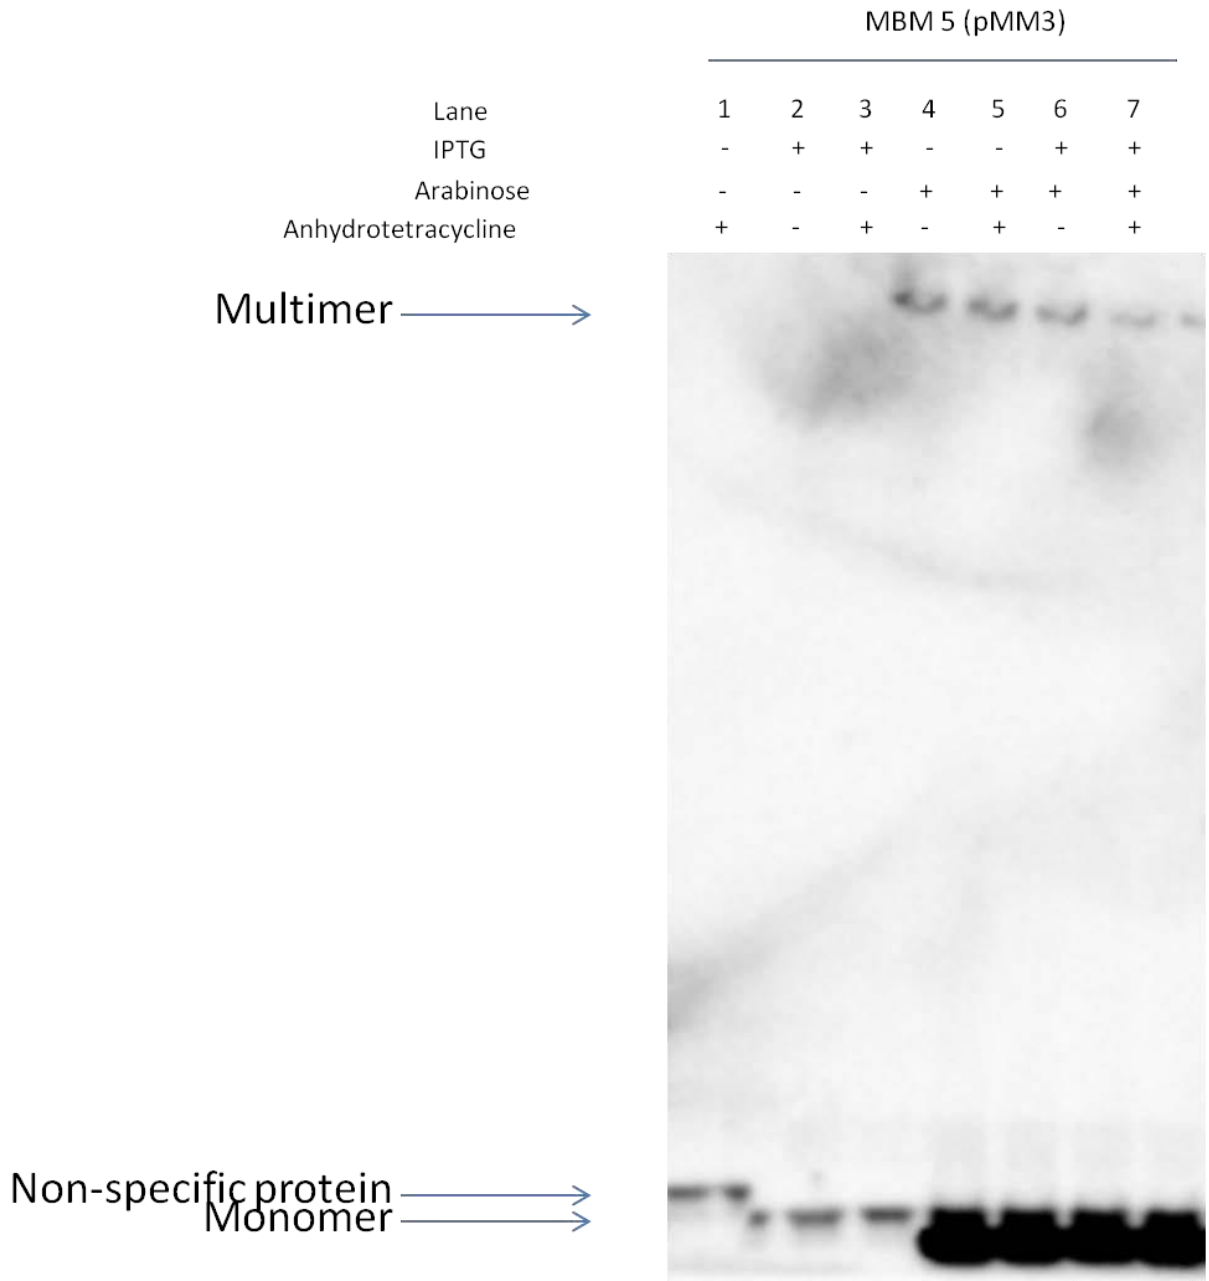 MBM 5 (pMM3)
Lane 1 2 3 4 5 6 7
IPTG - + + - - + +
Arabinose - - - + + + +
Anhydrotetracycline + - + - + - +
Multimer
Non-specific protein
Monomer